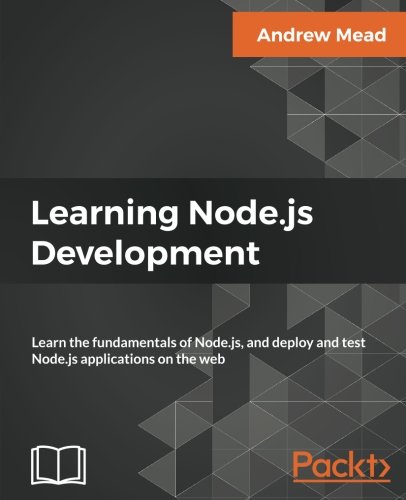 Andrew Mead
Learning Node.js
Development
Learn the fundamentals of Node.js, and deploy and test
Node.js applications on the web
Packt>